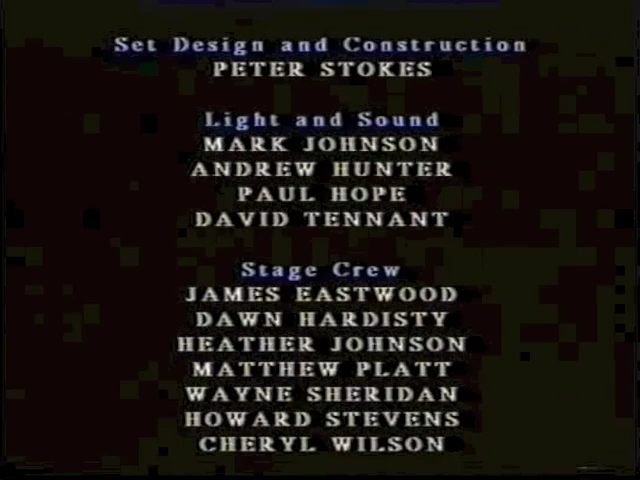 Set Design and Construction
PETER STOKES
Light and Sound
MARK JOHNSON
ANDREW HUNTER
PAUL HOPE
DAVID TENNANT
Stage Crew
JAMES EASTWOOD
DAWN HARDISTY
HEATHER JOHNSON
MATTHEW PLATT
WAYNE SHERIDAN
HOWARD STEVENS
CHERYL WILSON